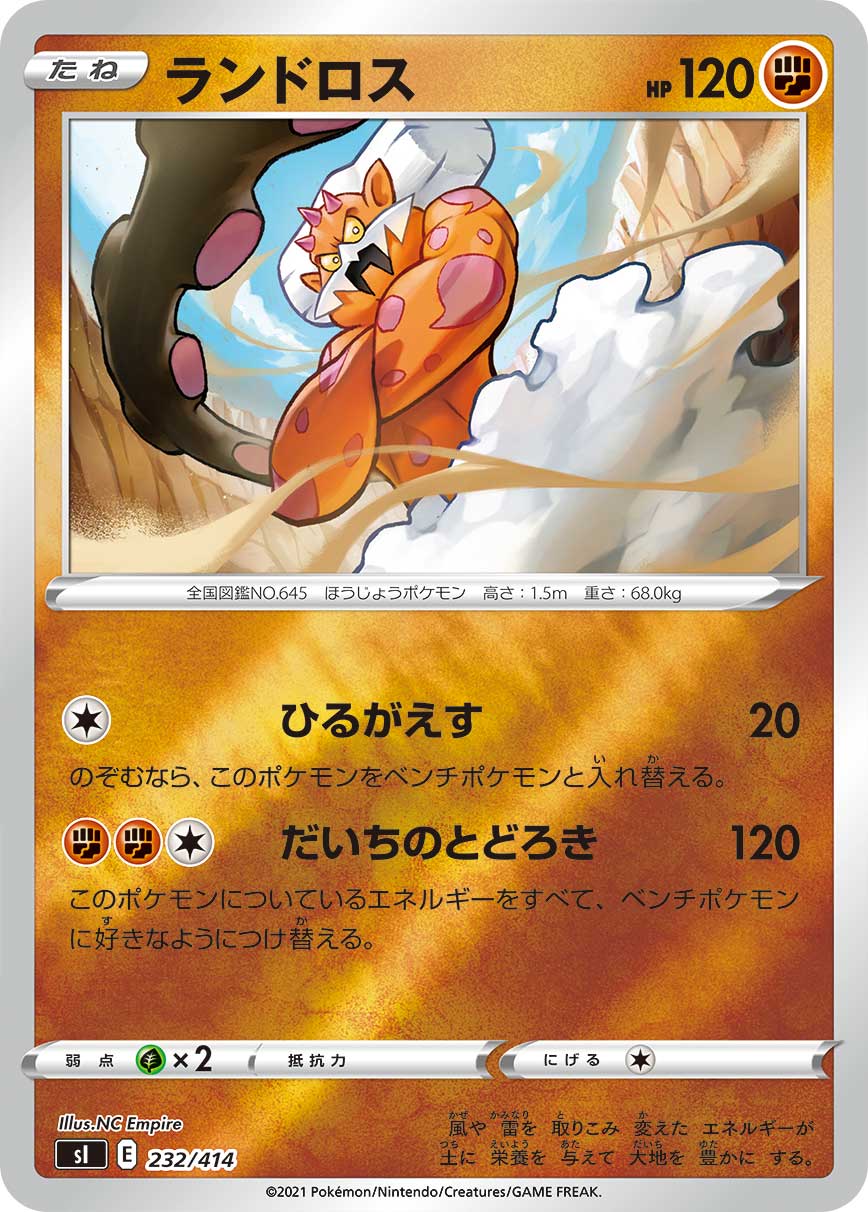 たね ランドロス HP 120
全国図鑑NO.645 ほうじょうポケモン 高さ：1.5m 重さ：68.0kg
ひるがえす 20
のぞむなら、このポケモンをベンチポケモンと入れ替える。
だいちのとどろき 120
このポケモンについているエネルギーをすべて、ベンチポケモン
に好きなようにつけ替える。
弱点 ×2 抵抗力 にげる
Illus.NC Empire
sI E 232/414
風や 雷を 取りこみ 変えた エネルギーが
土に 栄養を 与えて 大地を 豊かに する。
©2021 Pokémon/Nintendo/Creatures/GAME FREAK.